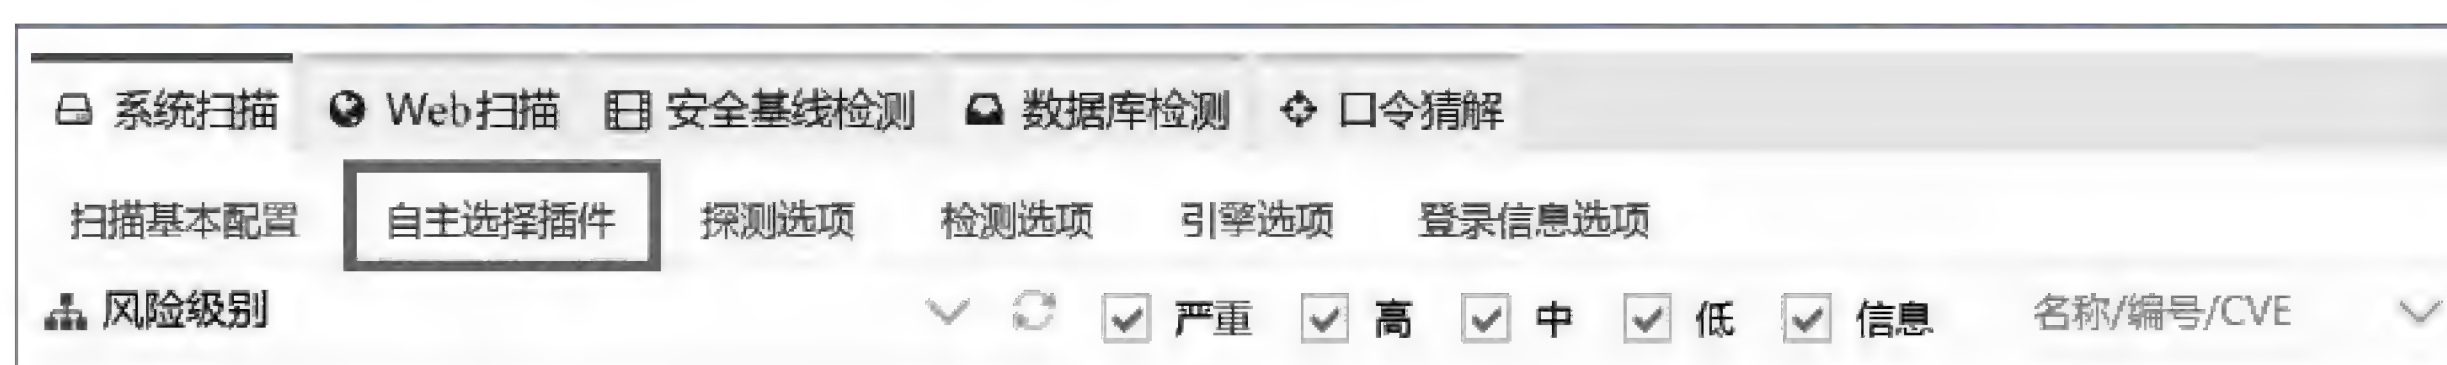 系统扫描 Web扫描 安全基线检测 数据库检测 口令猜解
扫描基本配置 自主选择插件 探测选项 检测选项 引擎选项 登录信息选项
风险级别 严重 高 中 低 信息 名称/编号/CVE